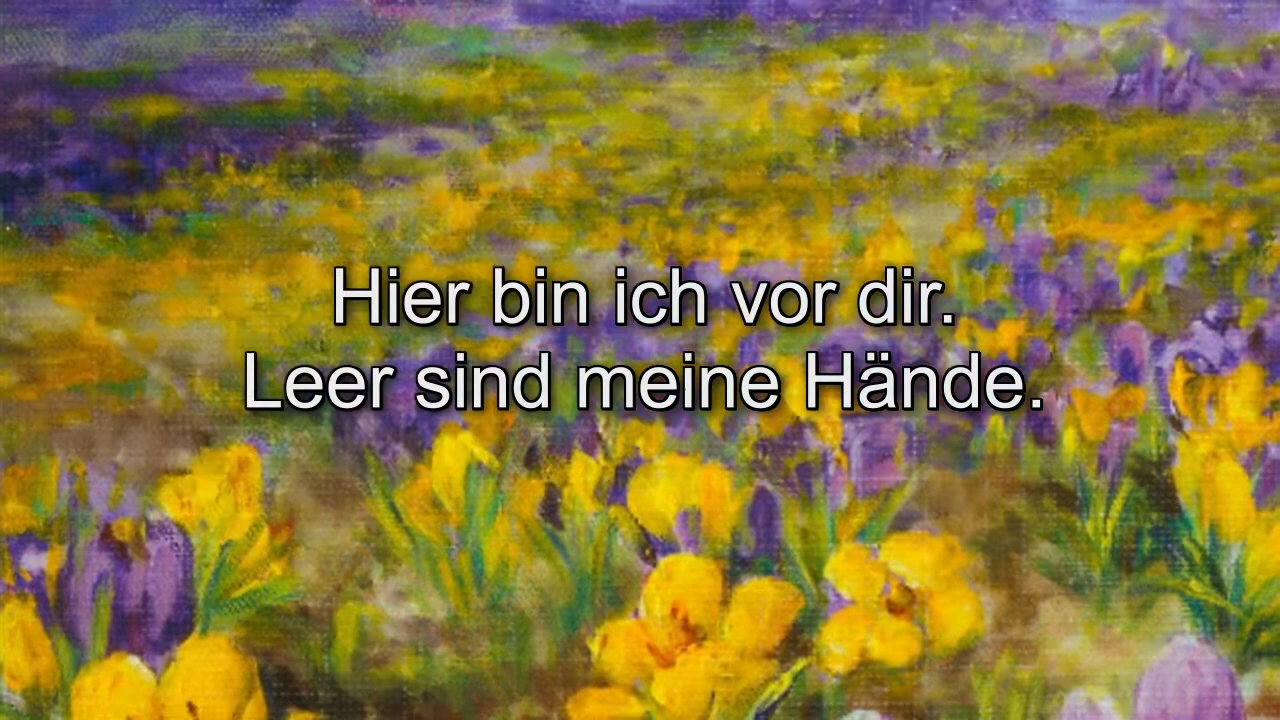 Hier bin ich vor dir.
Leer sind meine Hände.